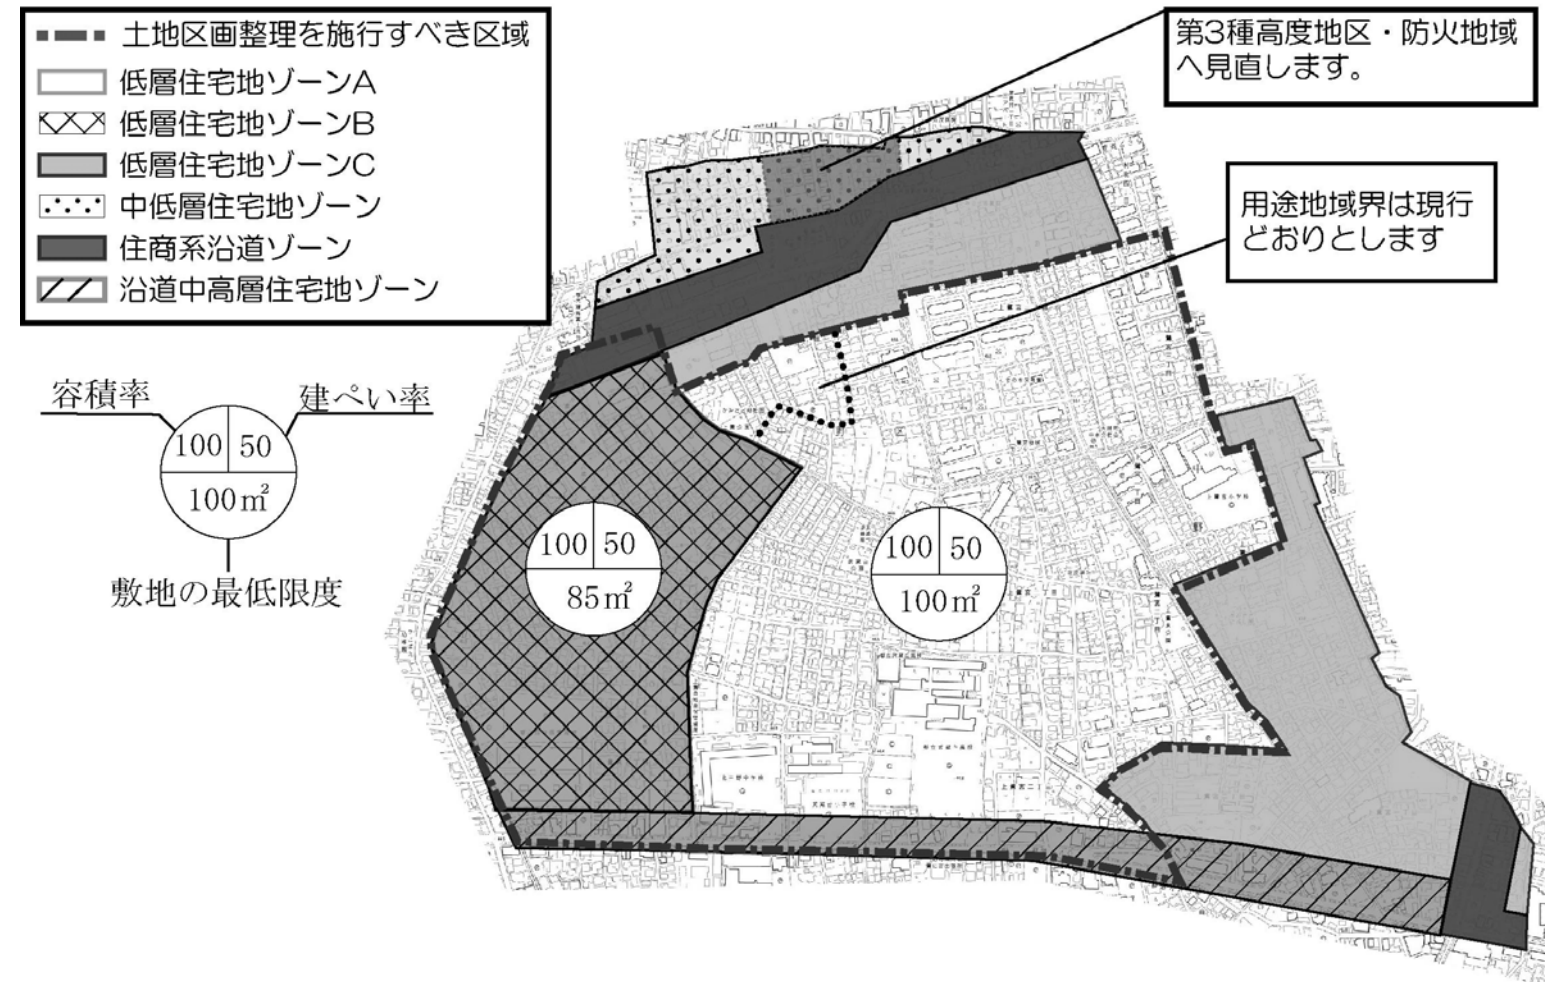 土地区画整理を施行すべき区域
低層住宅地ゾーンA
低層住宅地ゾーンB
低層住宅地ゾーンC
中低層住宅地ゾーン
住商系沿道ゾーン
沿道中高層住宅地ゾーン
第3種高度地区・防火地域
へ見直します。
用途地域界は現行
どおりとします
容積率
建ぺい率
100 50
100㎡
敷地の最低限度
100 50
85㎡
100 50
100㎡